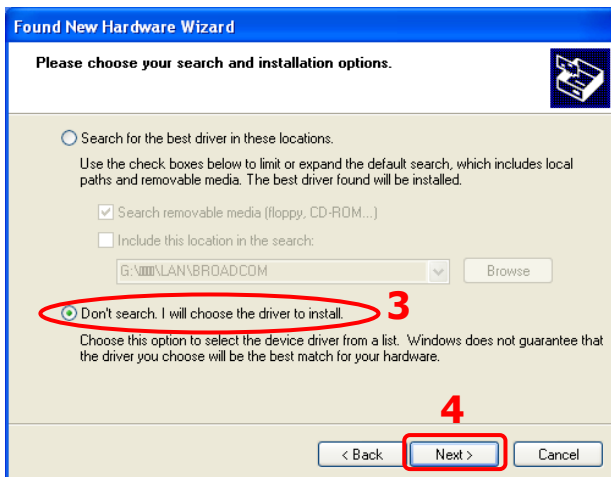 Found New Hardware Wizard
Please choose your search and installation options.
Search for the best driver in these locations.
Use the check boxes below to limit or expand the default search, which includes local
paths and removable media. The best driver found will be installed.
Search removable media (floppy, CD-ROM...)
Include this location in the search:
G:\ \LAN\BROADCOM
Browse
Don't search. I will choose the driver to install.
3
Choose this option to select the device driver from a list. Windows does not guarantee that
the driver you choose will be the best match for your hardware.
4
< Back
Next >
Cancel